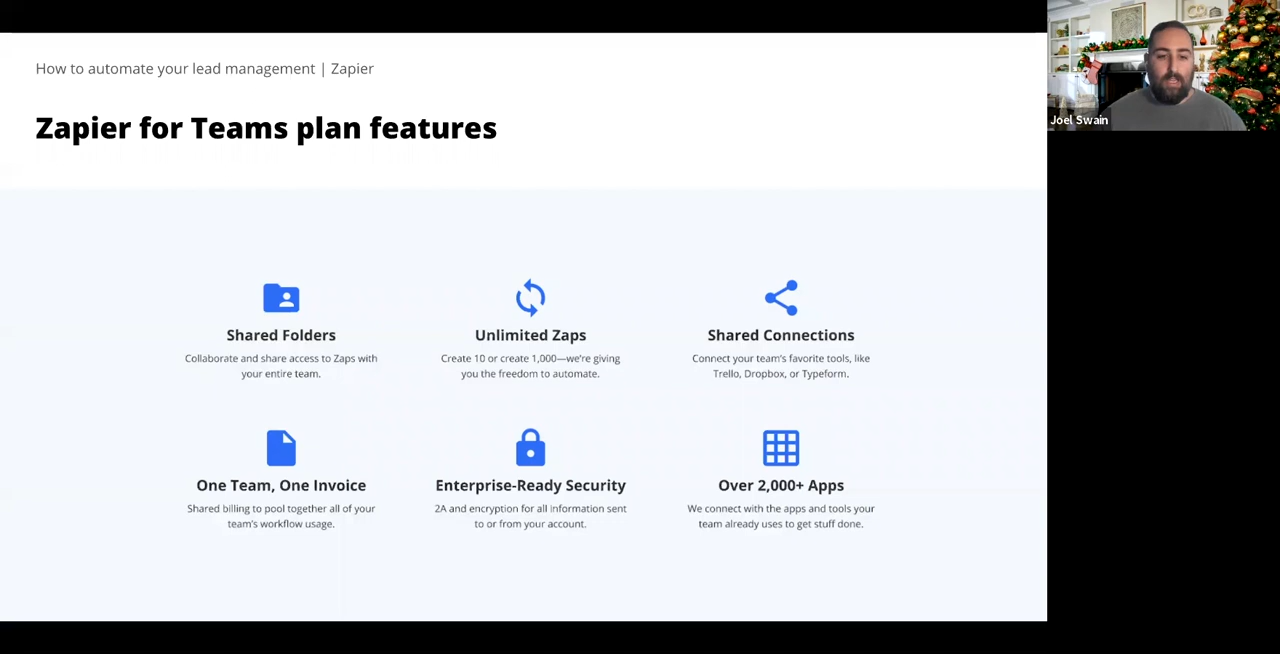 How to automate your lead management | Zapier
Zapier for Teams plan features
Joel Swain
Shared Folders
Collaborate and share access to Zaps with
your entire team.
Unlimited Zaps
Create 10 or create 1,000—we're giving
you the freedom to automate.
Shared Connections
Connect your team's favorite tools, like
Trello, Dropbox, or Typeform.
One Team, One Invoice
Shared billing to pool together all of your
team's workflow usage.
Enterprise-Ready Security
2A and encryption for all information sent
to or from your account.
Over 2,000+ Apps
We connect with the apps and tools your
team already uses to get stuff done.